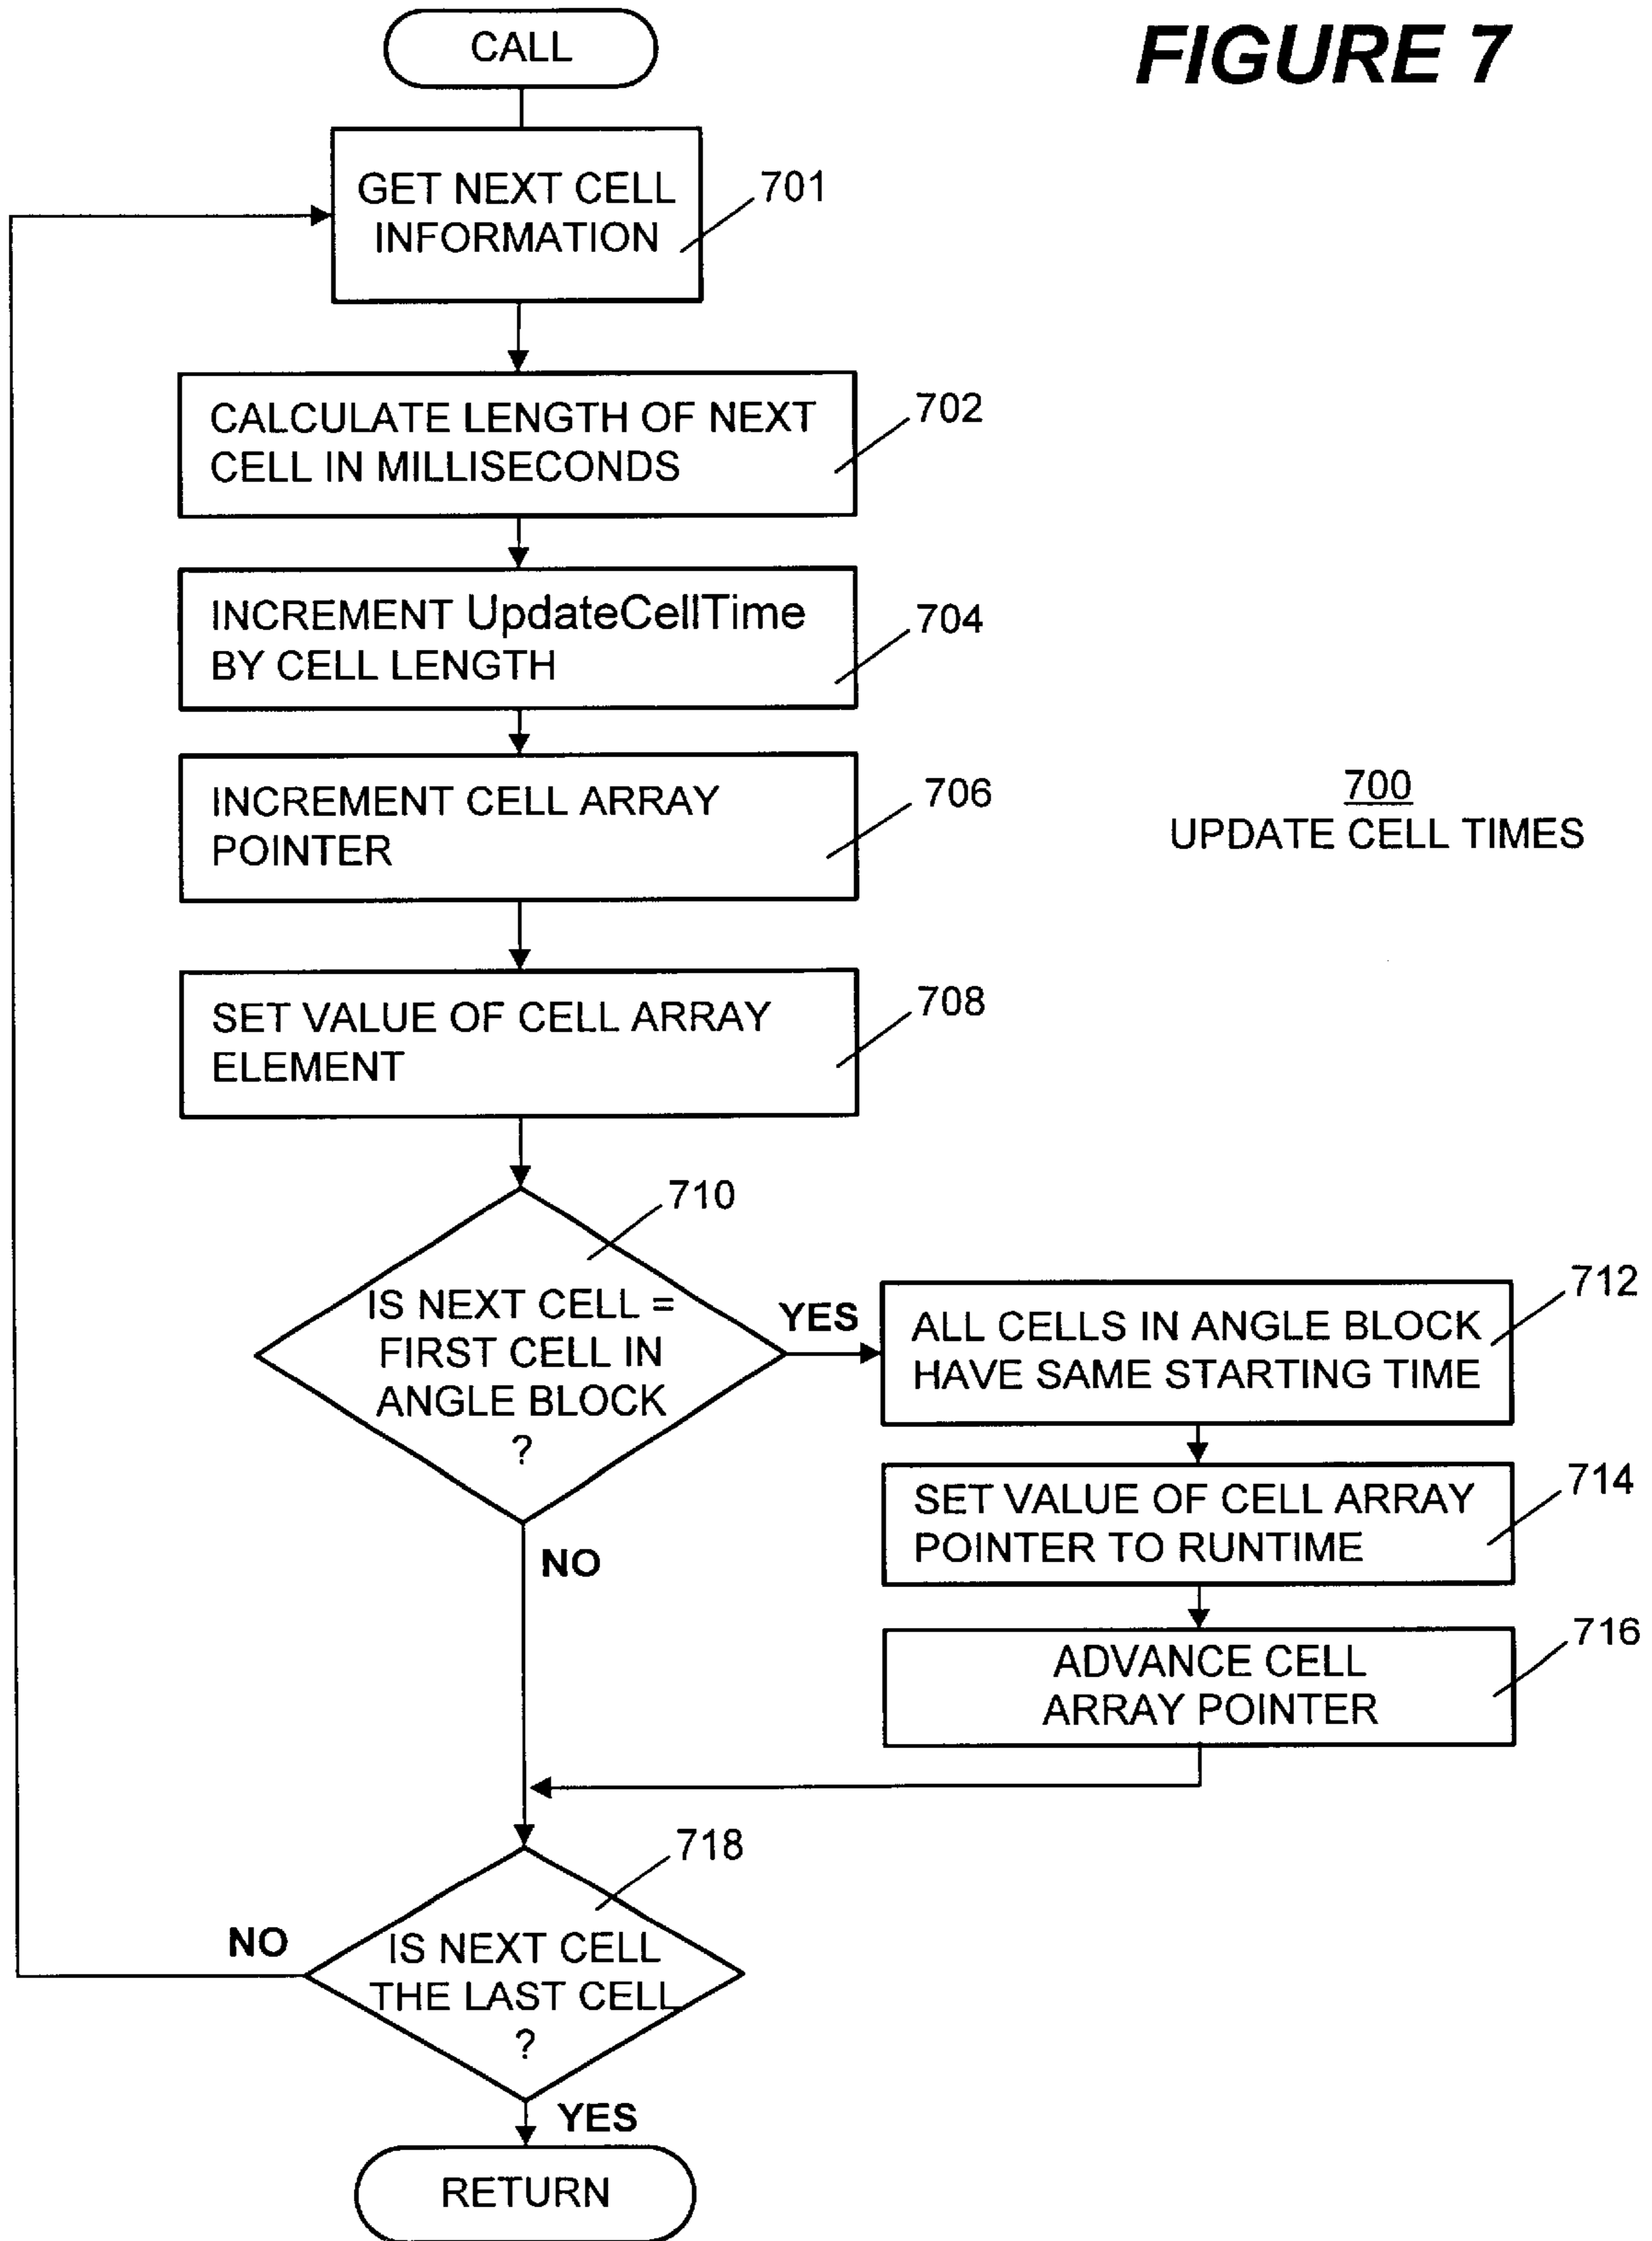 FIGURE 7
CALL
GET NEXT CELL
INFORMATION
701
CALCULATE LENGTH OF NEXT
CELL IN MILLISECONDS
702
INCREMENT UpdateCellTime
BY CELL LENGTH
704
INCREMENT CELL ARRAY
POINTER
706
700
UPDATE CELL TIMES
SET VALUE OF CELL ARRAY
ELEMENT
708
710
IS NEXT CELL =
FIRST CELL IN
ANGLE BLOCK
?
YES
ALL CELLS IN ANGLE BLOCK
HAVE SAME STARTING TIME
712
NO
SET VALUE OF CELL ARRAY
POINTER TO RUNTIME
714
ADVANCE CELL
ARRAY POINTER
716
718
NO
IS NEXT CELL
THE LAST CELL
?
YES
RETURN